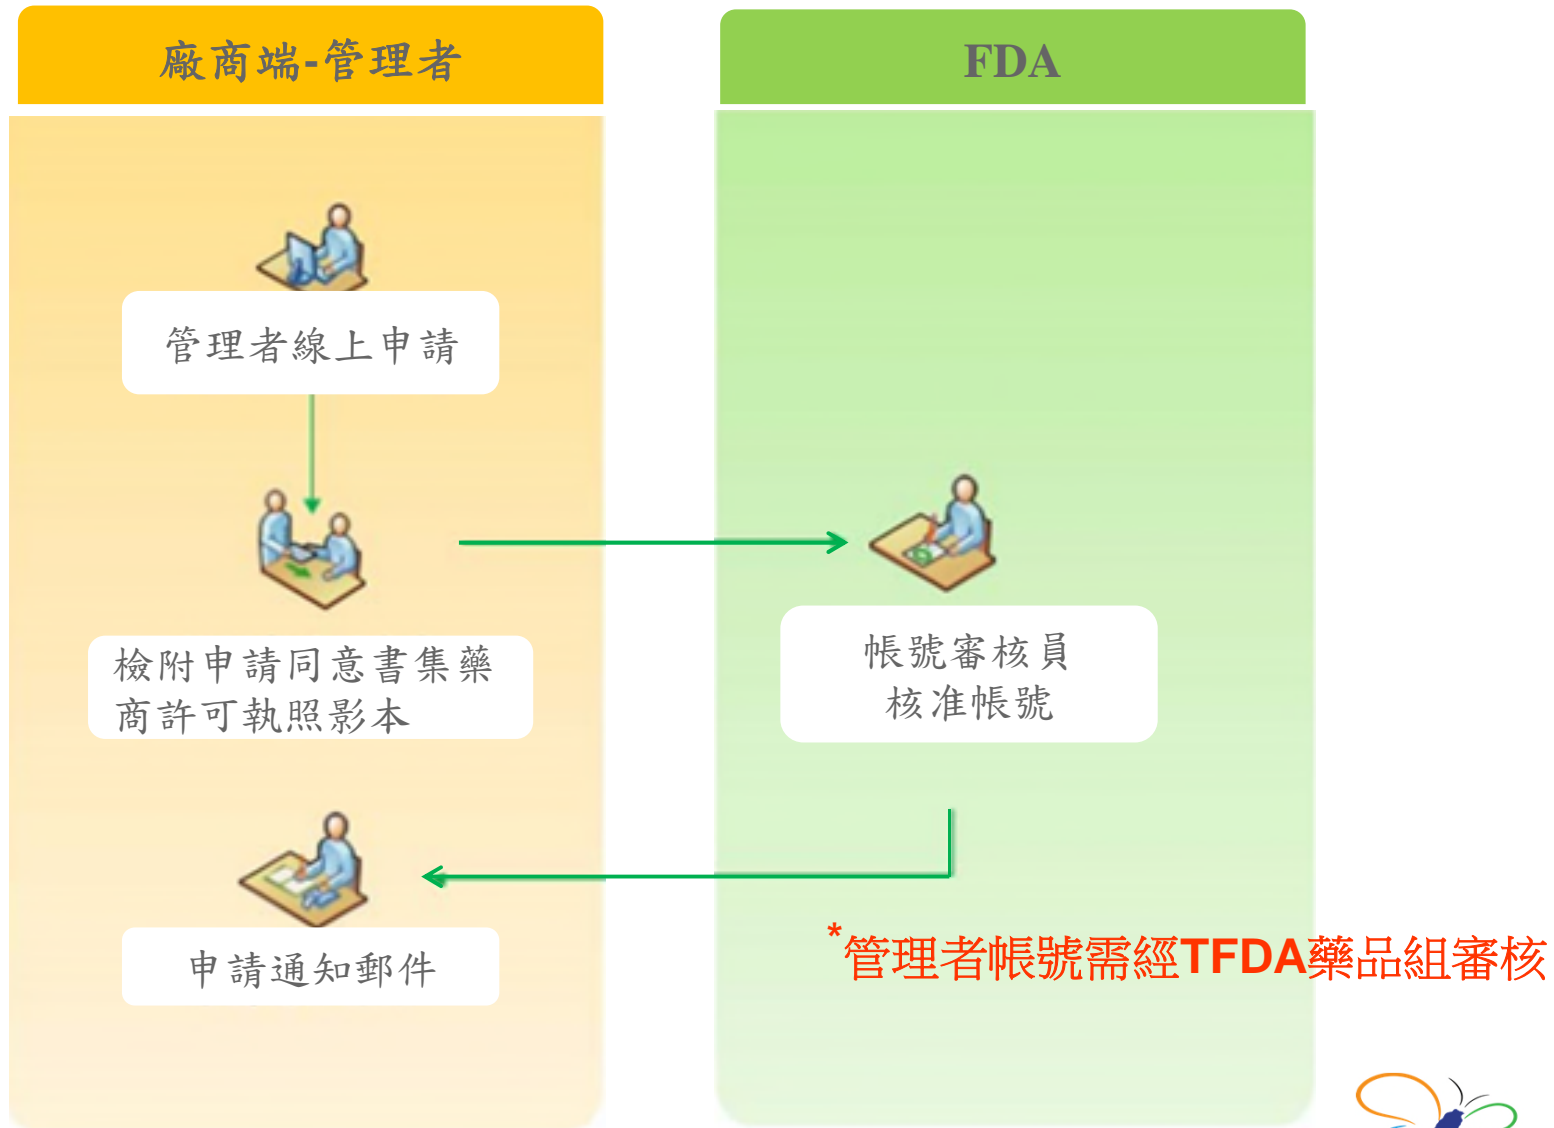 廠商端-管理者
FDA
管理者線上申請
檢附申請同意書集藥
商許可執照影本
帳號審核員
核准帳號
申請通知郵件
*管理者帳號需經TFDA藥品組審核